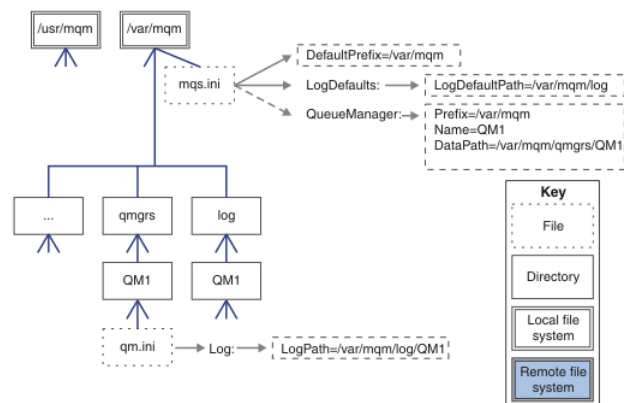 /usr/mqm
/var/mqm
mqs.ini
DefaultPrefix=/var/mqm
LogDefaults:
LogDefaultPath=/var/mqm/log
QueueManager:
Prefix=/var/mqm
Name=QM1
DataPath=/var/mqm/qmgrs/QM1
...
qmgrs
log
QM1
QM1
qm.ini
Log:
LogPath=/var/mqm/log/QM1
Key
File
Directory
Local file
system
Remote file
system